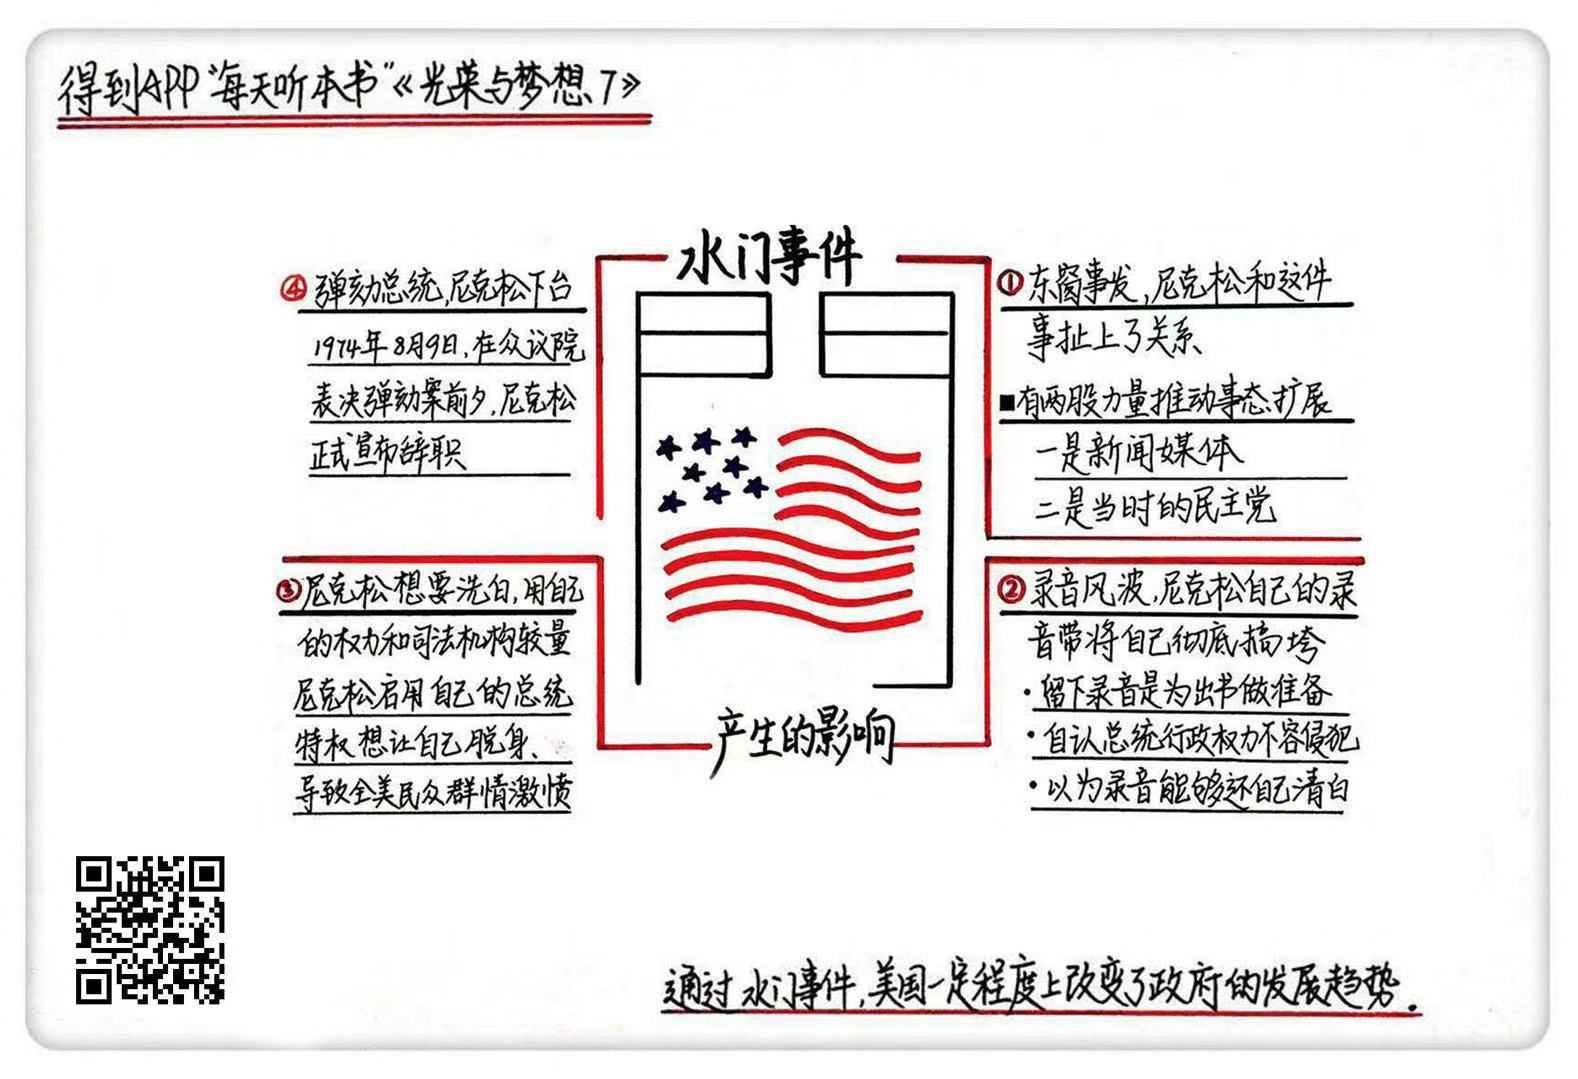 得到APP“每天听本书”《光荣与梦想7》
水门事件
①东窗事发,尼克松和这件
事扯上了关系
■有两股力量推动事态扩展
一是新闻媒体
二是当时的民主党
②录音风波,尼克松自己的录
音带将自己彻底搞垮
·留下录音是为出书做准备
·自认总统行政权力不容侵犯
·以为录音能够还自己清白
③尼克松想要洗白,用自己
的权力和司法机构较量
尼克松启用自己的总统
特权想让自己脱身、
导致全美民众群情激愤
④弹劾总统,尼克松下台
1974年8月9日,在众议院
表决弹劾案前夕,尼克松
正式宣布辞职
产生的影响
通过水门事件,美国一定程度上改变了政府的发展趋势.